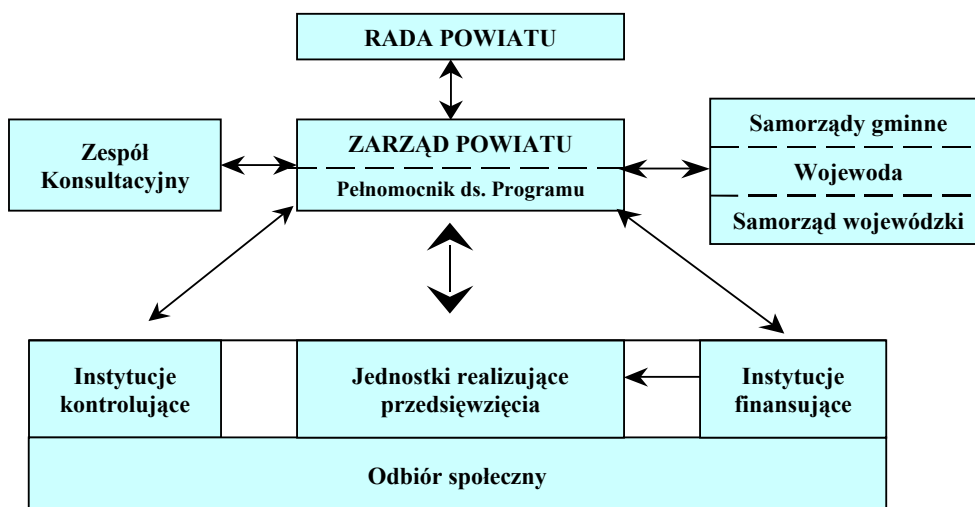 RADA POWIATU
Zespół
Konsultacyjny
ZARZĄD POWIATU
Pełnomocnik ds. Programu
Samorządy gminne
Wojewoda
Samorząd wojewódzki
Instytucje
kontrolujące
Jednostki realizujące
przedsięwzięcia
Instytucje
finansujące
Odbiór społeczny